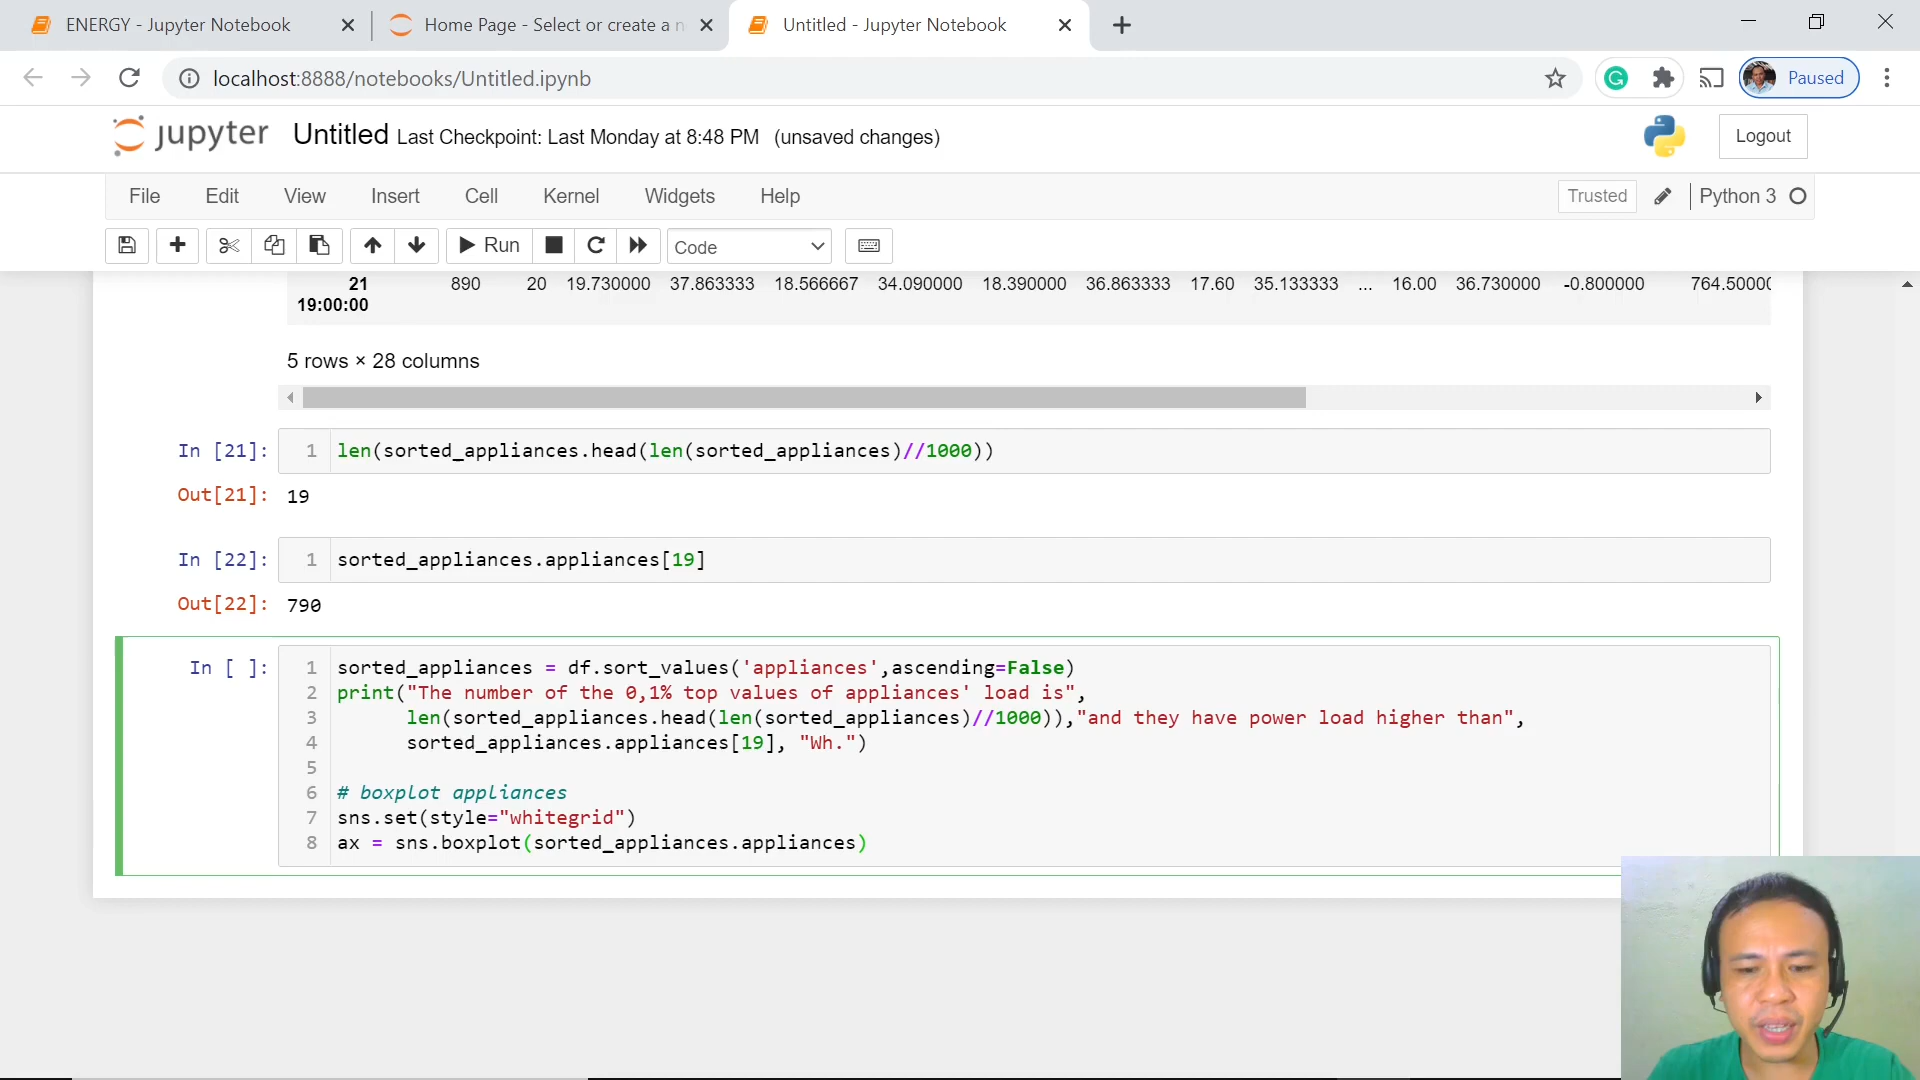 ENERGY - Jupyter Notebook
Home Page - Select or create a n
Untitled - Jupyter Notebook
localhost:8888/notebooks/Untitled.ipynb
Paused
jupyter Untitled Last Checkpoint: Last Monday at 8:48 PM (unsaved changes)
Logout
File Edit View Insert Cell Kernel Widgets Help
Trusted
Python 3
Run
Code
21 890 20 19.730000 37.863333 18.566667 34.090000 18.390000 36.863333 17.60 35.133333 ... 16.00 36.730000 -0.800000 764.50000
19:00:00
5 rows × 28 columns
In [21]: 1 len(sorted_appliances.head(len(sorted_appliances)//1000))
Out[21]: 19
In [22]: 1 sorted_appliances.appliances[19]
Out[22]: 790
In [ ]: 1 sorted_appliances = df.sort_values('appliances',ascending=False)
2 print("The number of the 0,1% top values of appliances' load is",
3 len(sorted_appliances.head(len(sorted_appliances)//1000)),"and they have power load higher than",
4 sorted_appliances.appliances[19], "Wh.")
5
6 # boxplot appliances
7 sns.set(style="whitegrid")
8 ax = sns.boxplot(sorted_appliances.appliances)